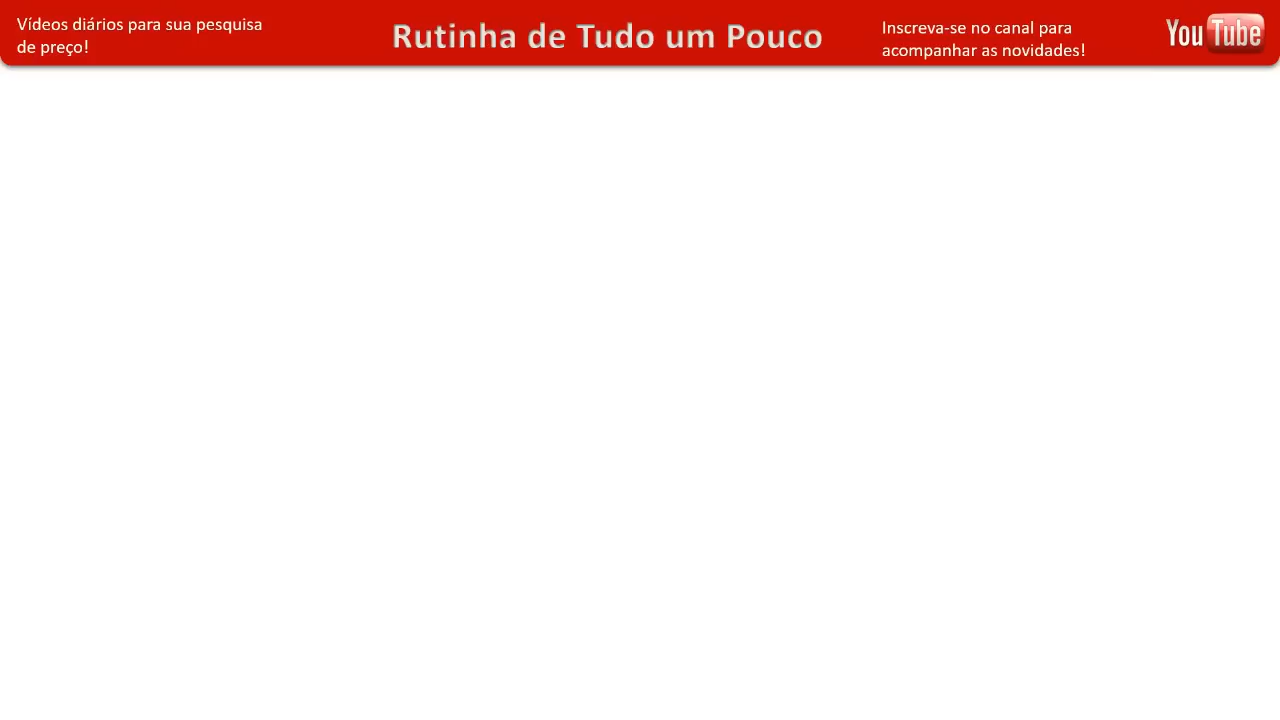 Vídeos diários para sua pesquisa
de preço!
Rutinha de Tudo um Pouco
Inscreva-se no canal para
acompanhar as novidades!
YouTube